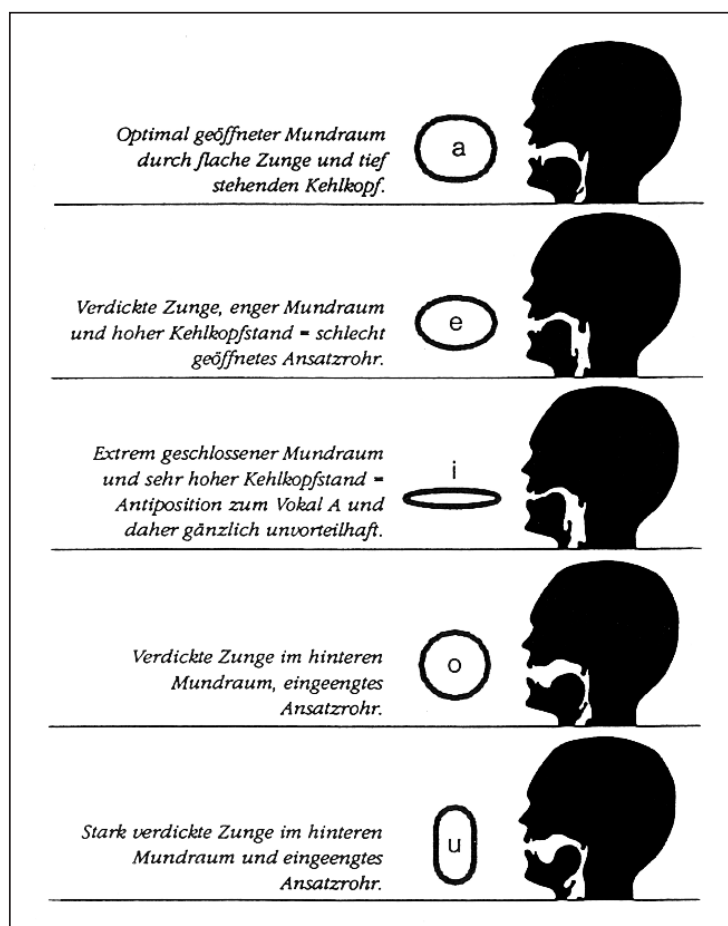 Optimal geöffneter Mundraum
durch flache Zunge und tief
stehenden Kehlkopf.
a
Verdickte Zunge, enger Mundraum
und hoher Kehlkopfstand = schlecht
geöffnetes Ansatzrohr.
e
Extrem geschlossener Mundraum
und sehr hoher Kehlkopfstand =
Antiposition zum Vokal A und
daher gänzlich unvorteilhaft.
i
Verdickte Zunge im hinteren
Mundraum, eingeengtes
Ansatzrohr.
o
Stark verdickte Zunge im hinteren
Mundraum und eingeengtes
Ansatzrohr.
u